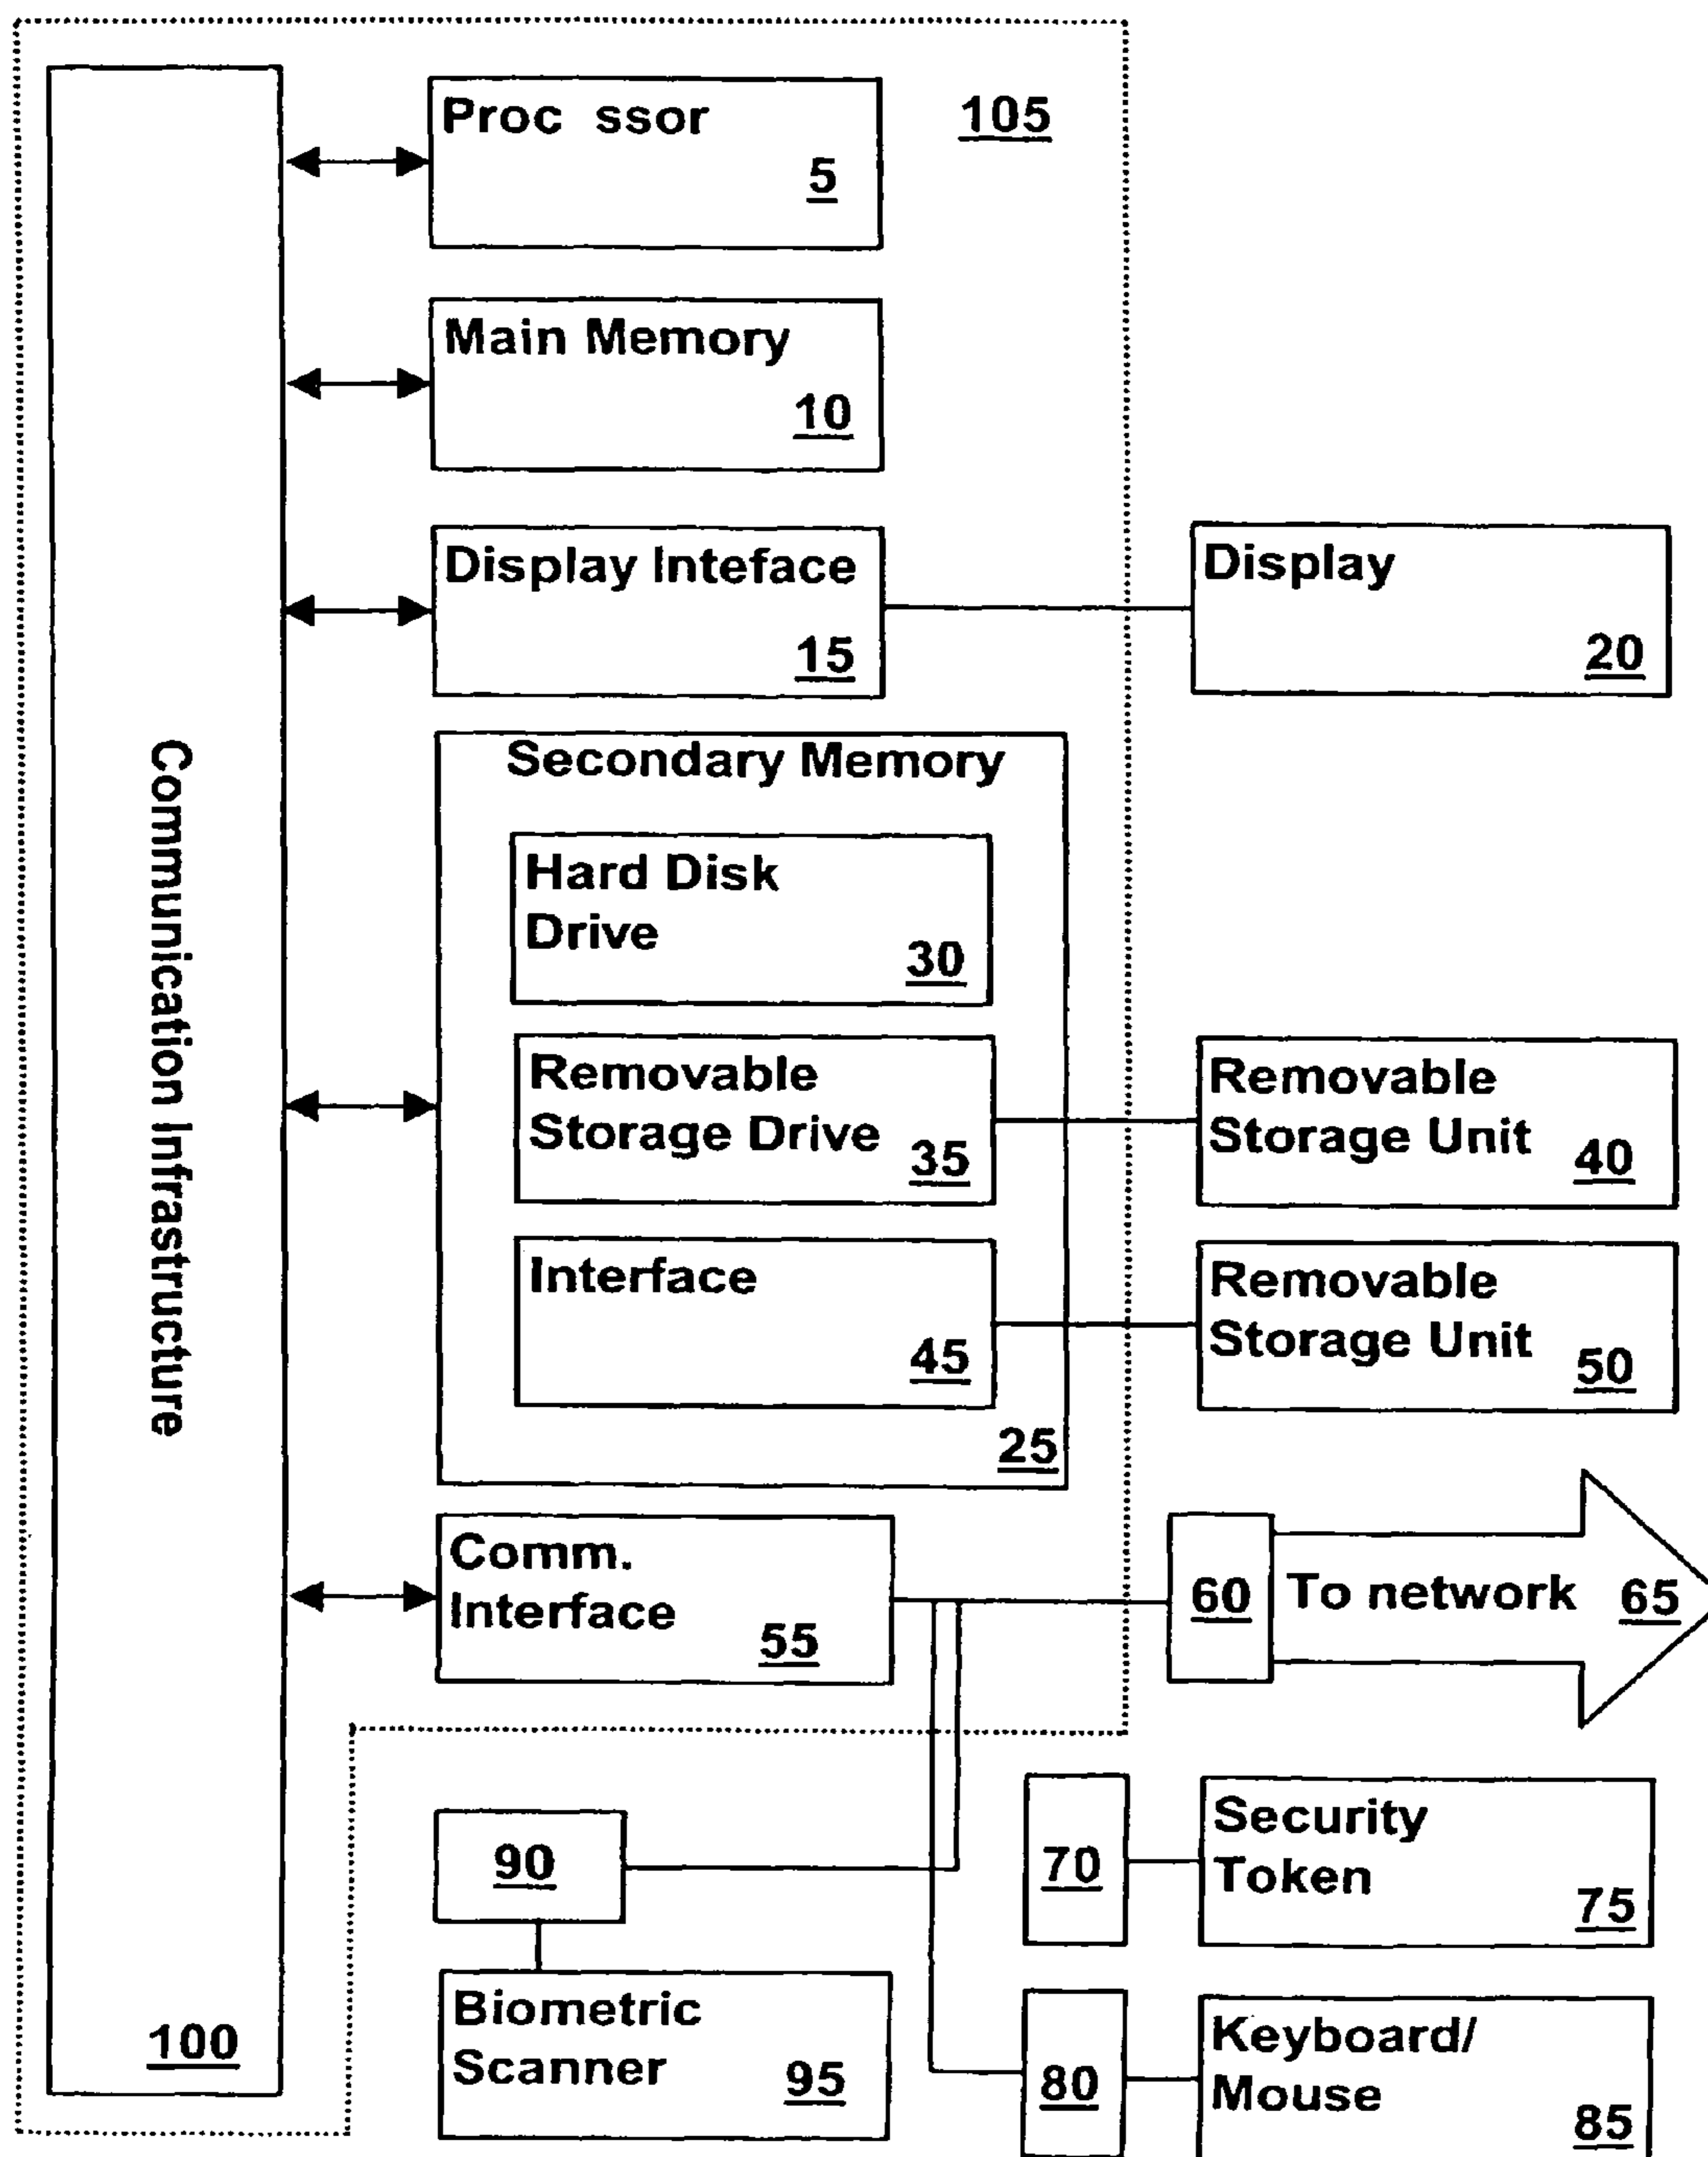 Proc ssor
5
105
Main Memory
10
Display Inteface
15
Display
20
Secondary Memory
Hard Disk
Drive
30
Removable
Storage Drive
35
Removable
Storage Unit
40
Interface
45
Removable
Storage Unit
50
25
Communication Infrastructure
Comm.
Interface
55
60
To network
65
90
70
Security
Token
75
Biometric
Scanner
95
80
Keyboard/
Mouse
85
100